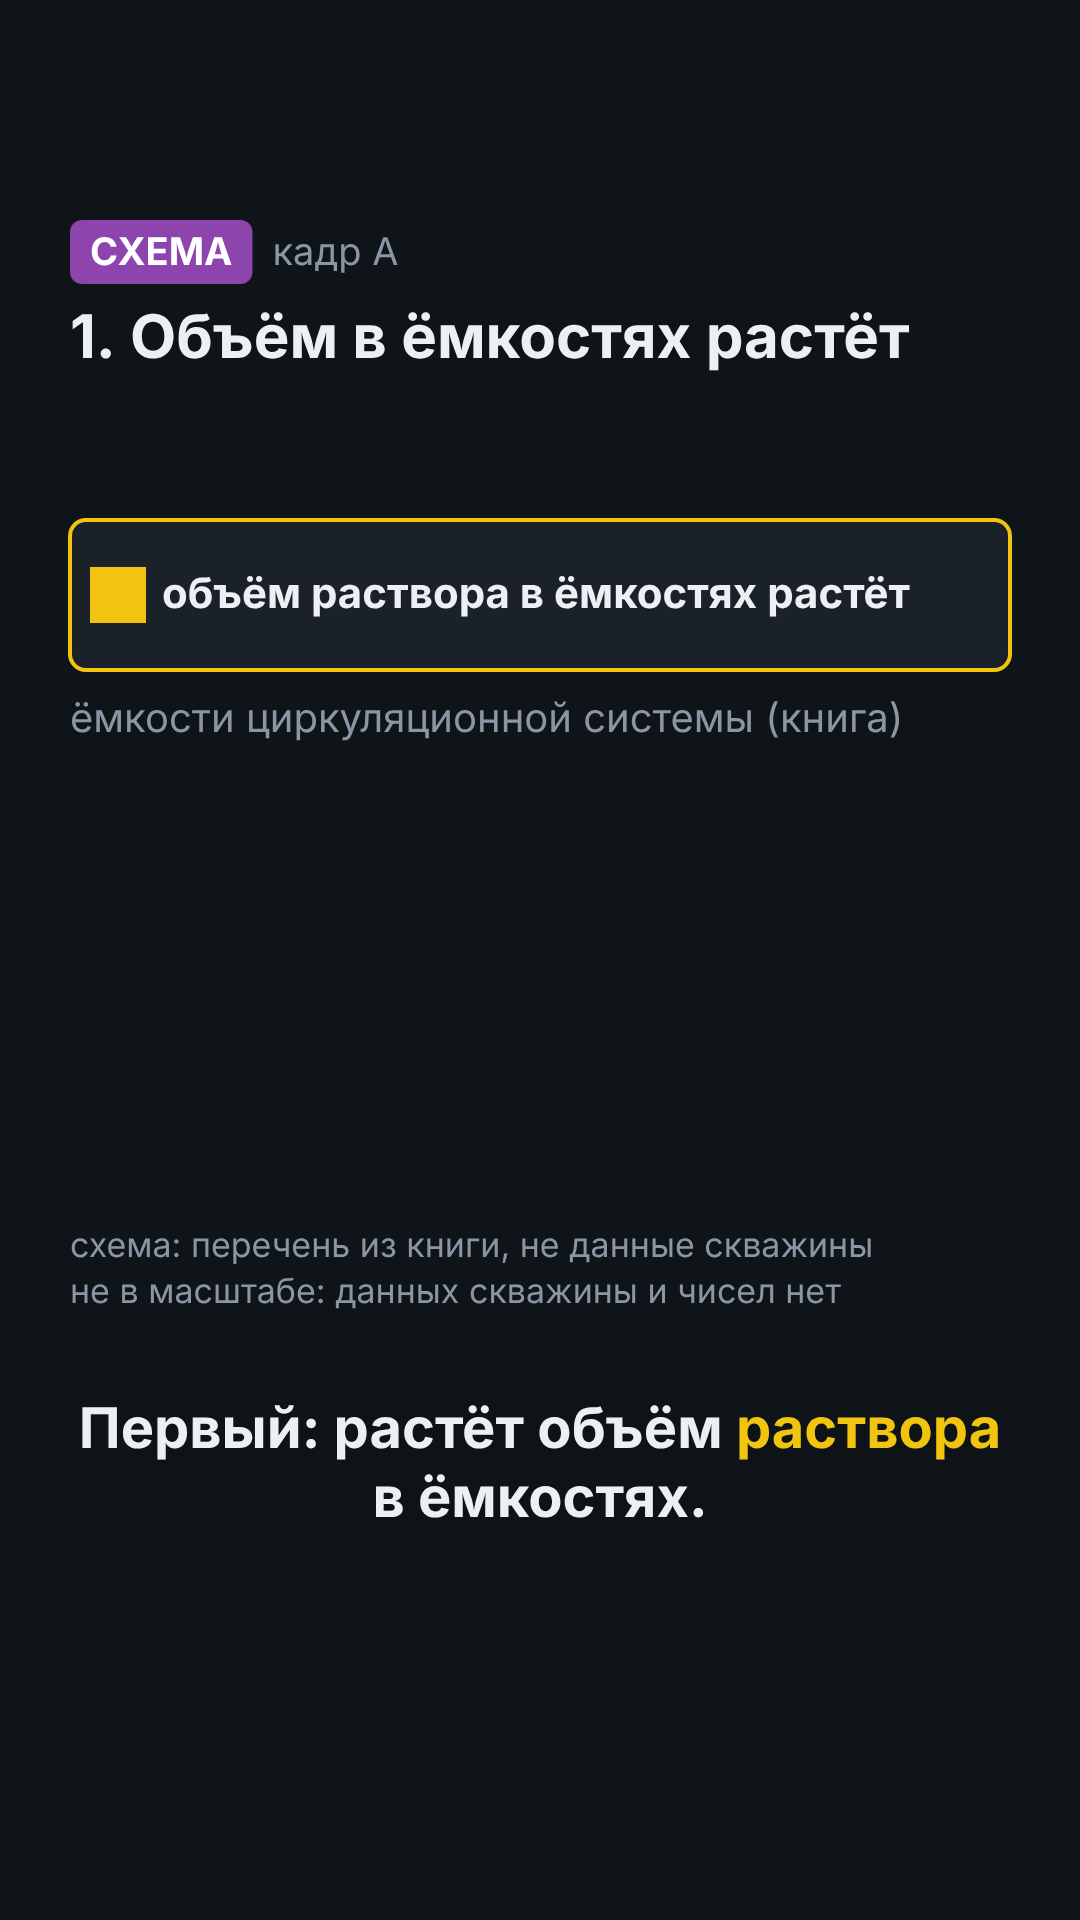 СХЕМА кадр А
1. Объём в ёмкостях растёт
объём раствора в ёмкостях растёт
ёмкости циркуляционной системы (книга)
схема: перечень из книги, не данные скважины
не в масштабе: данных скважины и чисел нет
Первый: растёт объём раствора
в ёмкостях.